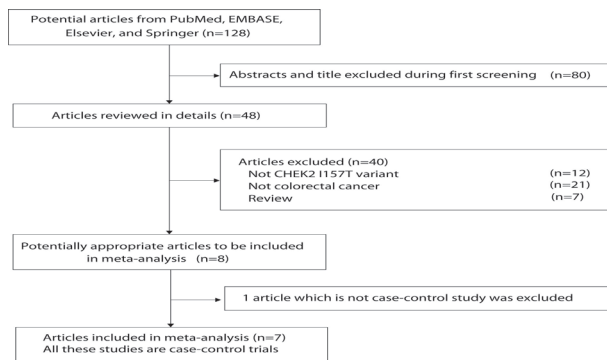 Potential articles from PubMed, EMBASE,
Elsevier, and Springer (n=128)
Abstracts and title excluded during first screening (n=80)
Articles reviewed in details (n=48)
Articles excluded (n=40)
Not CHEK2 I157T variant (n=12)
Not colorectal cancer (n=21)
Review (n=7)
Potentially appropriate articles to be included
in meta-analysis (n=8)
1 article which is not case-control study was excluded
Articles included in meta-analysis (n=7)
All these studies are case-control trials